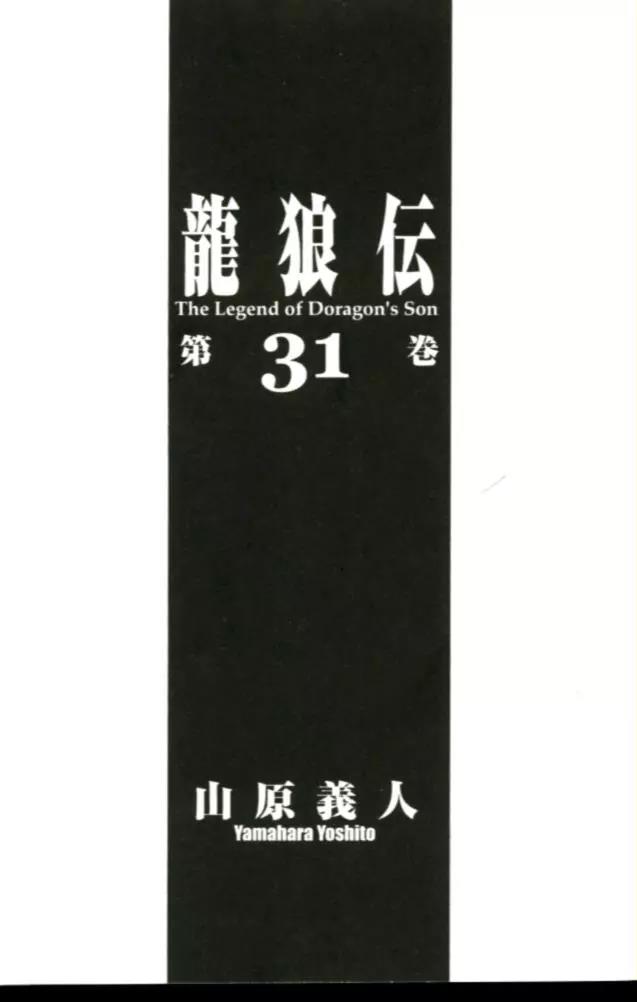 龍狼伝
The Legend of Doragon's Son
第 31 巻
山原義人
Yamahara Yoshito